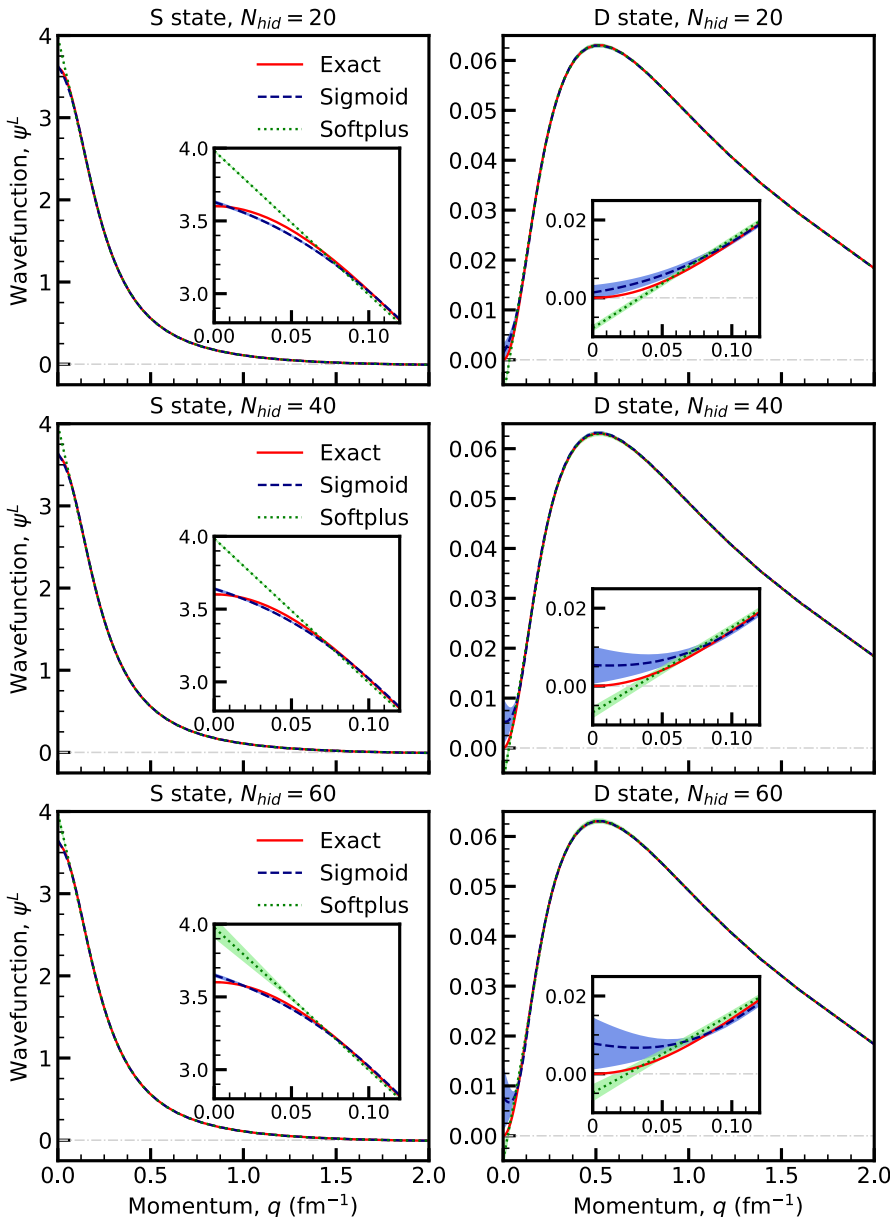 S state, N_hid = 20
Wavefunction, ψ^L
4
3
2
1
0
Exact
Sigmoid
Softplus
4.0
3.5
3.0
0.00 0.05 0.10
D state, N_hid = 20
0.06
0.05
0.04
0.03
0.02
0.01
0.00
0.02
0.00
0 0.05 0.10
S state, N_hid = 40
Wavefunction, ψ^L
4
3
2
1
0
Exact
Sigmoid
Softplus
4.0
3.5
3.0
0.00 0.05 0.10
D state, N_hid = 40
0.06
0.05
0.04
0.03
0.02
0.01
0.00
0.02
0.00
0 0.05 0.10
S state, N_hid = 60
Wavefunction, ψ^L
4
3
2
1
0
Exact
Sigmoid
Softplus
4.0
3.5
3.0
0.00 0.05 0.10
0.0 0.5 1.0 1.5 2.0
Momentum, q (fm⁻¹)
D state, N_hid = 60
0.06
0.05
0.04
0.03
0.02
0.01
0.00
0.02
0.00
0 0.05 0.10
0.0 0.5 1.0 1.5 2.0
Momentum, q (fm⁻¹)